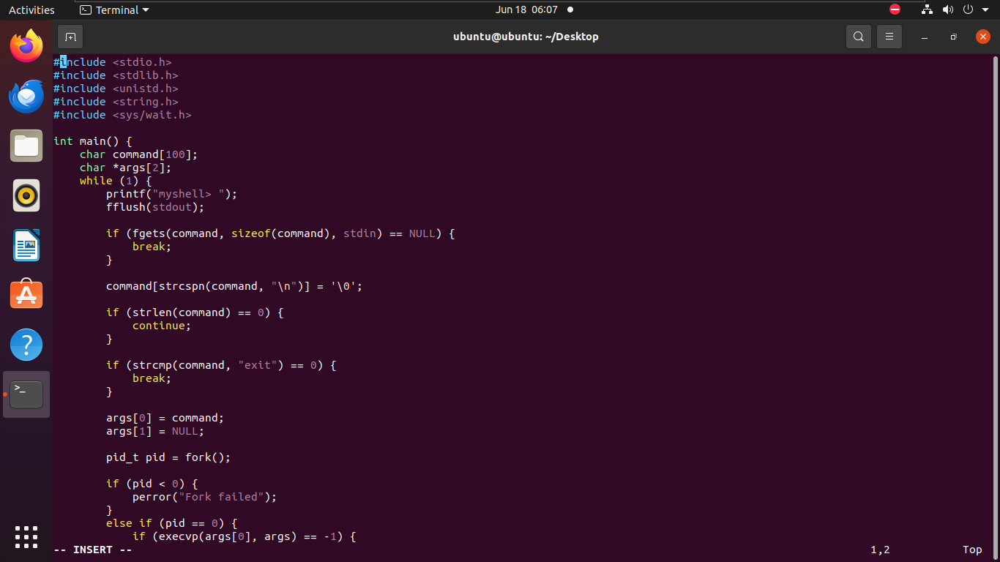 Activities
Terminal
Jun 18 06:07
ubuntu@ubuntu: ~/Desktop
#include <stdio.h>
#include <stdlib.h>
#include <unistd.h>
#include <string.h>
#include <sys/wait.h>
int main() {
    char command[100];
    char *args[2];
    while (1) {
        printf("myshell> ");
        fflush(stdout);
        if (fgets(command, sizeof(command), stdin) == NULL) {
            break;
        }
        command[strcspn(command, "\n")] = '\0';
        if (strlen(command) == 0) {
            continue;
        }
        if (strcmp(command, "exit") == 0) {
            break;
        }
        args[0] = command;
        args[1] = NULL;
        pid_t pid = fork();
        if (pid < 0) {
            perror("Fork failed");
        }
        else if (pid == 0) {
            if (execvp(args[0], args) == -1) {
-- INSERT --
1,2
Top